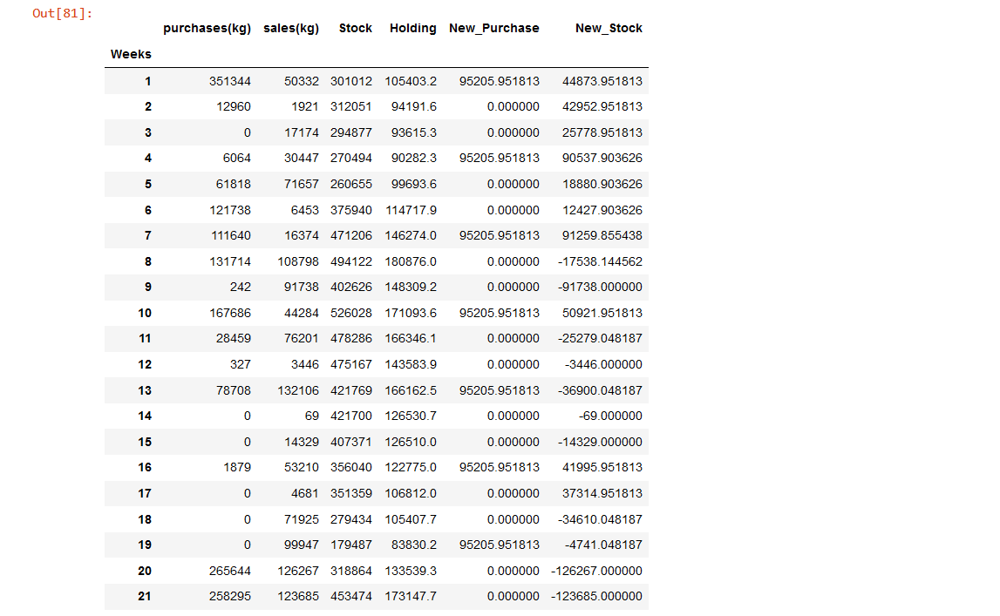 Out[81]:
purchases(kg) sales(kg) Stock Holding New_Purchase New_Stock
Weeks
1 351344 50332 301012 105403.2 95205.951813 44873.951813
2 12960 1921 312051 94191.6 0.000000 42952.951813
3 0 17174 294877 93615.3 0.000000 25778.951813
4 6064 30447 270494 90282.3 95205.951813 90537.903626
5 61818 71657 260655 99693.6 0.000000 18880.903626
6 121738 6453 375940 114717.9 0.000000 12427.903626
7 111640 16374 471206 146274.0 95205.951813 91259.855438
8 131714 108798 494122 180876.0 0.000000 -17538.144562
9 242 91738 402626 148309.2 0.000000 -91738.000000
10 167686 44284 526028 171093.6 95205.951813 50921.951813
11 28459 76201 478286 166346.1 0.000000 -25279.048187
12 327 3446 475167 143583.9 0.000000 -3446.000000
13 78708 132106 421769 166162.5 95205.951813 -36900.048187
14 0 69 421700 126530.7 0.000000 -69.000000
15 0 14329 407371 126510.0 0.000000 -14329.000000
16 1879 53210 356040 122775.0 95205.951813 41995.951813
17 0 4681 351359 106812.0 0.000000 37314.951813
18 0 71925 279434 105407.7 0.000000 -34610.048187
19 0 99947 179487 83830.2 95205.951813 -4741.048187
20 265644 126267 318864 133539.3 0.000000 -126267.000000
21 258295 123685 453474 173147.7 0.000000 -123685.000000